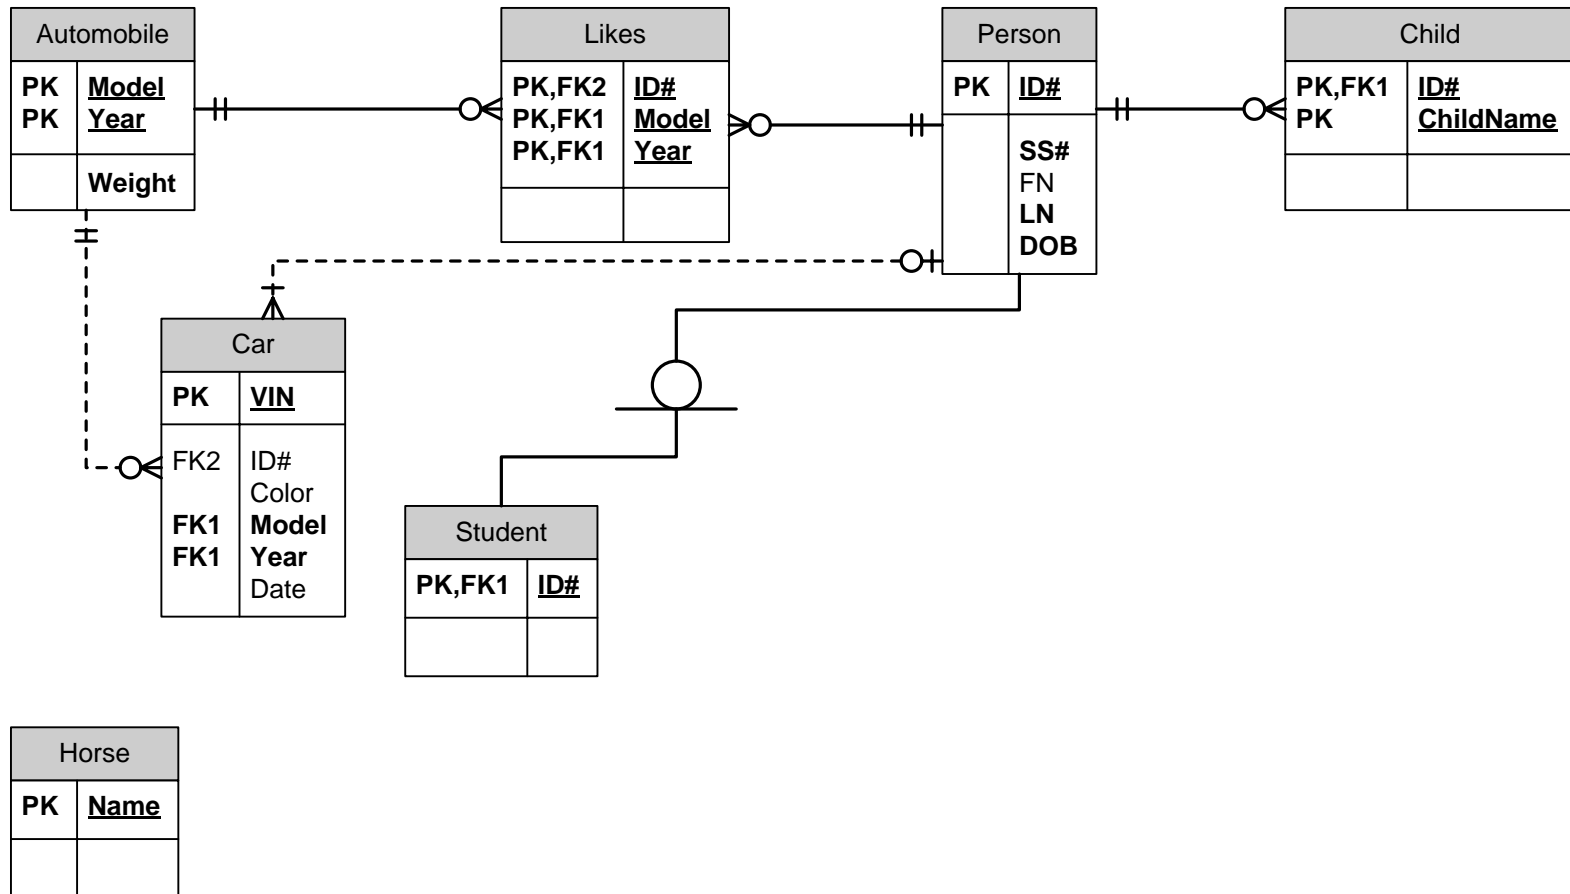 Automobile
PK Model
PK Year
Weight
Likes
PK,FK2 ID#
PK,FK1 Model
PK,FK1 Year
Person
PK ID#
SS#
FN
LN
DOB
Child
PK,FK1 ID#
PK ChildName
Car
PK VIN
FK2 ID#
Color
FK1 Model
FK1 Year
Date
Student
PK,FK1 ID#
Horse
PK Name